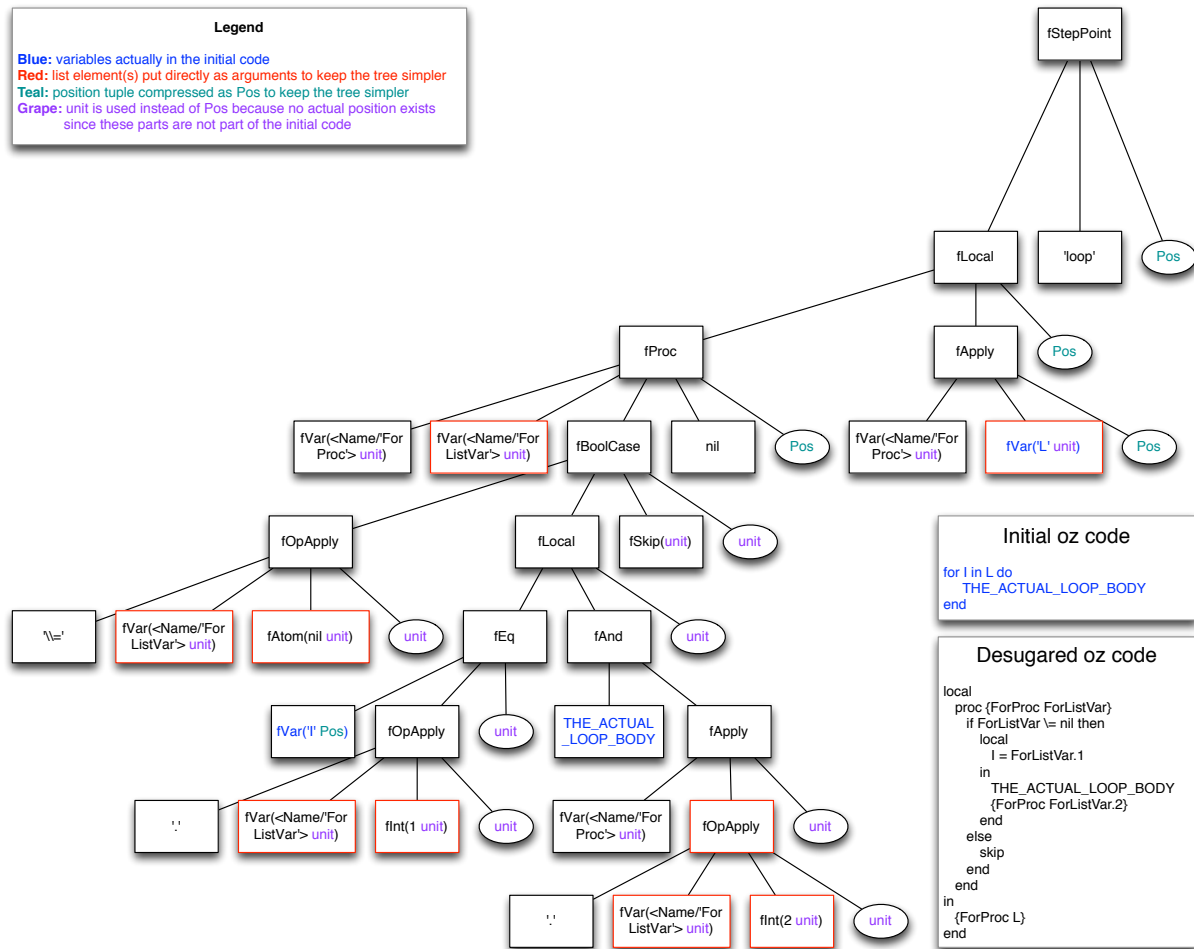 Legend
Blue: variables actually in the initial code
Red: list element(s) put directly as arguments to keep the tree simpler
Teal: position tuple compressed as Pos to keep the tree simpler
Grape: unit is used instead of Pos because no actual position exists
since these parts are not part of the initial code
fStepPoint
fLocal
'loop'
Pos
fProc
fApply
Pos
fVar(<Name/'For
Proc'> unit)
fVar(<Name/'For
ListVar'> unit)
fBoolCase
nil
Pos
fVar(<Name/'For
Proc'> unit)
fVar('L' unit)
Pos
fOpApply
fLocal
fSkip(unit)
unit
'\\='
fVar(<Name/'For
ListVar'> unit)
fAtom(nil unit)
unit
fEq
fAnd
unit
fVar('I' Pos)
fOpApply
unit
THE_ACTUAL
_LOOP_BODY
fApply
'.'
fVar(<Name/'For
ListVar'> unit)
fInt(1 unit)
unit
fVar(<Name/'For
Proc'> unit)
fOpApply
unit
'.'
fVar(<Name/'For
ListVar'> unit)
fInt(2 unit)
unit
Initial oz code
for I in L do
THE_ACTUAL_LOOP_BODY
end
Desugared oz code
local
proc {ForProc ForListVar}
if ForListVar \= nil then
local
I = ForListVar.1
in
THE_ACTUAL_LOOP_BODY
{ForProc ForListVar.2}
end
else
skip
end
end
in
{ForProc L}
end